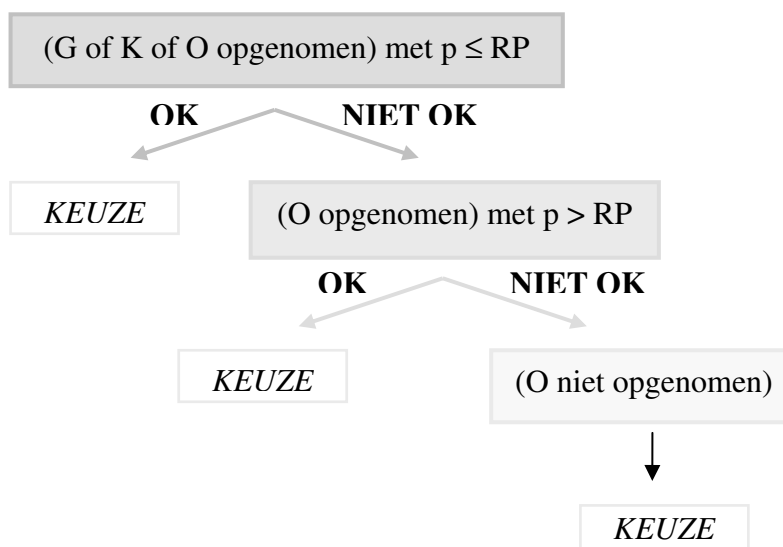 (G of K of O opgenomen) met p ≤ RP
OK NIET OK
KEUZE
(O opgenomen) met p > RP
OK NIET OK
KEUZE
(O niet opgenomen)
KEUZE